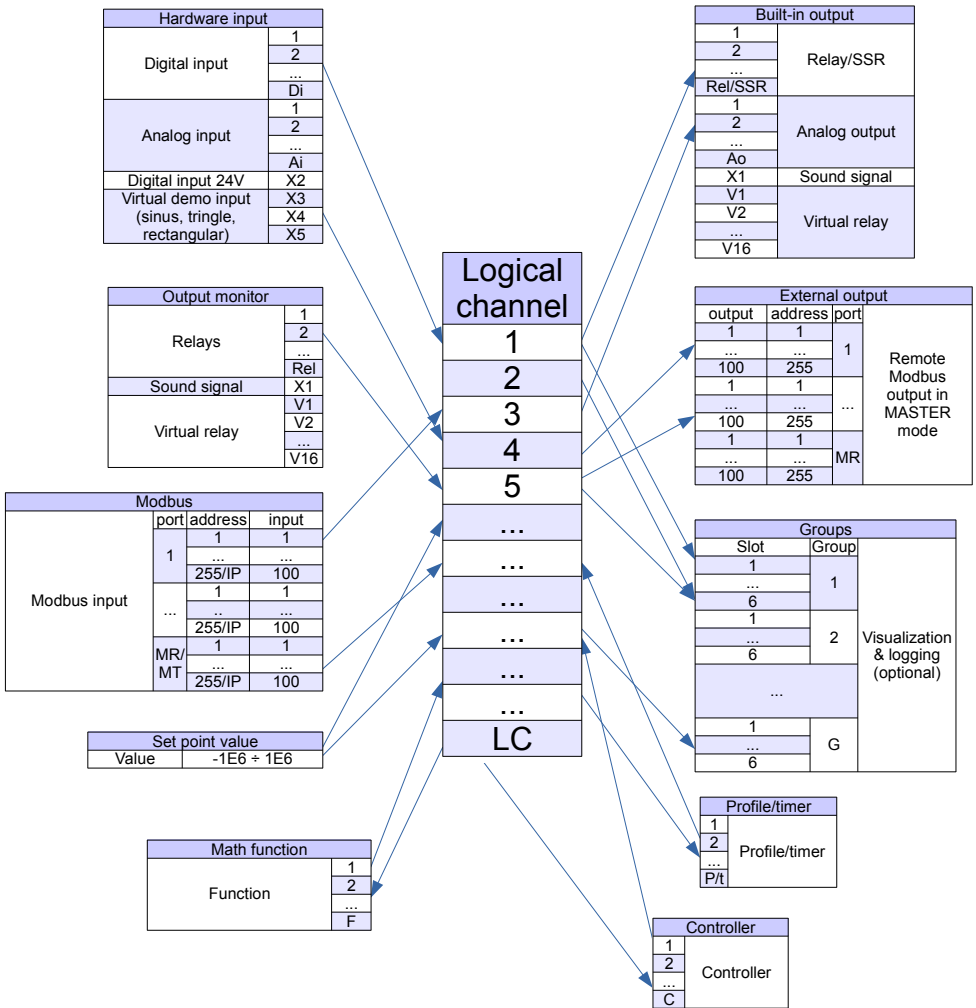 Hardware input
Digital input
1
2
...
Di
Analog input
1
2
...
Ai
Digital input 24V X2
Virtual demo input
(sinus, tringle,
rectangular)
X3
X4
X5
Output monitor
Relays
1
2
...
Rel
Sound signal X1
Virtual relay
V1
V2
...
V16
Modbus
port address input
Modbus input
1
1 1
... ...
255/IP 100
...
1 1
.. ...
255/IP 100
MR/
MT
1 1
... ...
255/IP 100
Set point value
Value -1E6 ÷ 1E6
Math function
Function
1
2
...
F
Logical
channel
1
2
3
4
5
...
...
...
...
...
...
LC
Built-in output
1
2
...
Rel/SSR
Relay/SSR
1
2
...
Ao
Analog output
X1 Sound signal
V1
V2
...
V16
Virtual relay
External output
output address port
1 1
... ...
100 255
1
1 1
... ...
100 255
...
1 1
... ...
100 255
MR
Remote
Modbus
output in
MASTER
mode
Groups
Slot Group
1
...
6
1
1
...
6
2
...
1
...
6
G
Visualization
& logging
(optional)
Profile/timer
1
2
...
P/t
Profile/timer
Controller
1
2
...
C
Controller